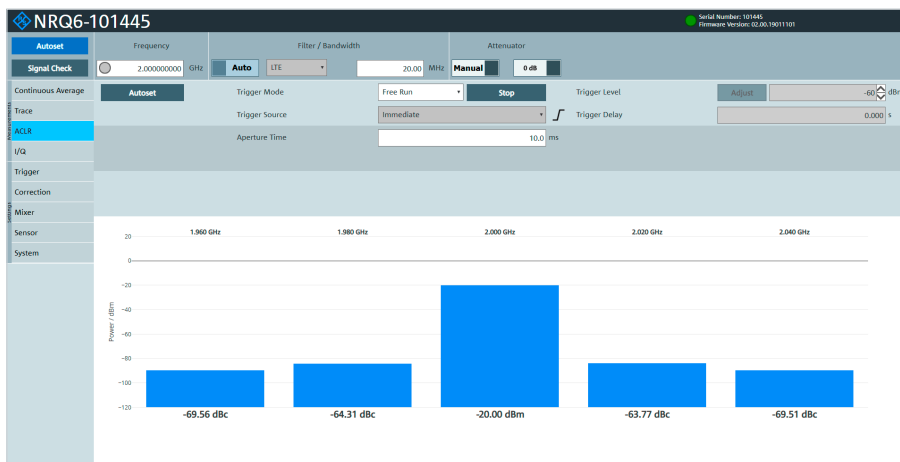 NRQ6-101445
Serial Number: 101445
Firmware Version: 02.00.19011101
Autoset
Signal Check
Frequency
Filter / Bandwidth
Attenuator
2.000000000 GHz
Auto
LTE
20.00 MHz
Manual
0 dB
Measurements
Continuous Average
Trace
ACLR
I/Q
Trigger
Settings
Correction
Mixer
Sensor
System
Autoset
Trigger Mode
Free Run
Stop
Trigger Level
Adjust
-60 dBm
Trigger Source
Immediate
Trigger Delay
0.000 s
Aperture Time
10.0 ms
1.960 GHz
1.980 GHz
2.000 GHz
2.020 GHz
2.040 GHz
Power / dBm
20
0
-20
-40
-60
-80
-100
-120
-69.56 dBc
-64.31 dBc
-20.00 dBm
-63.77 dBc
-69.51 dBc